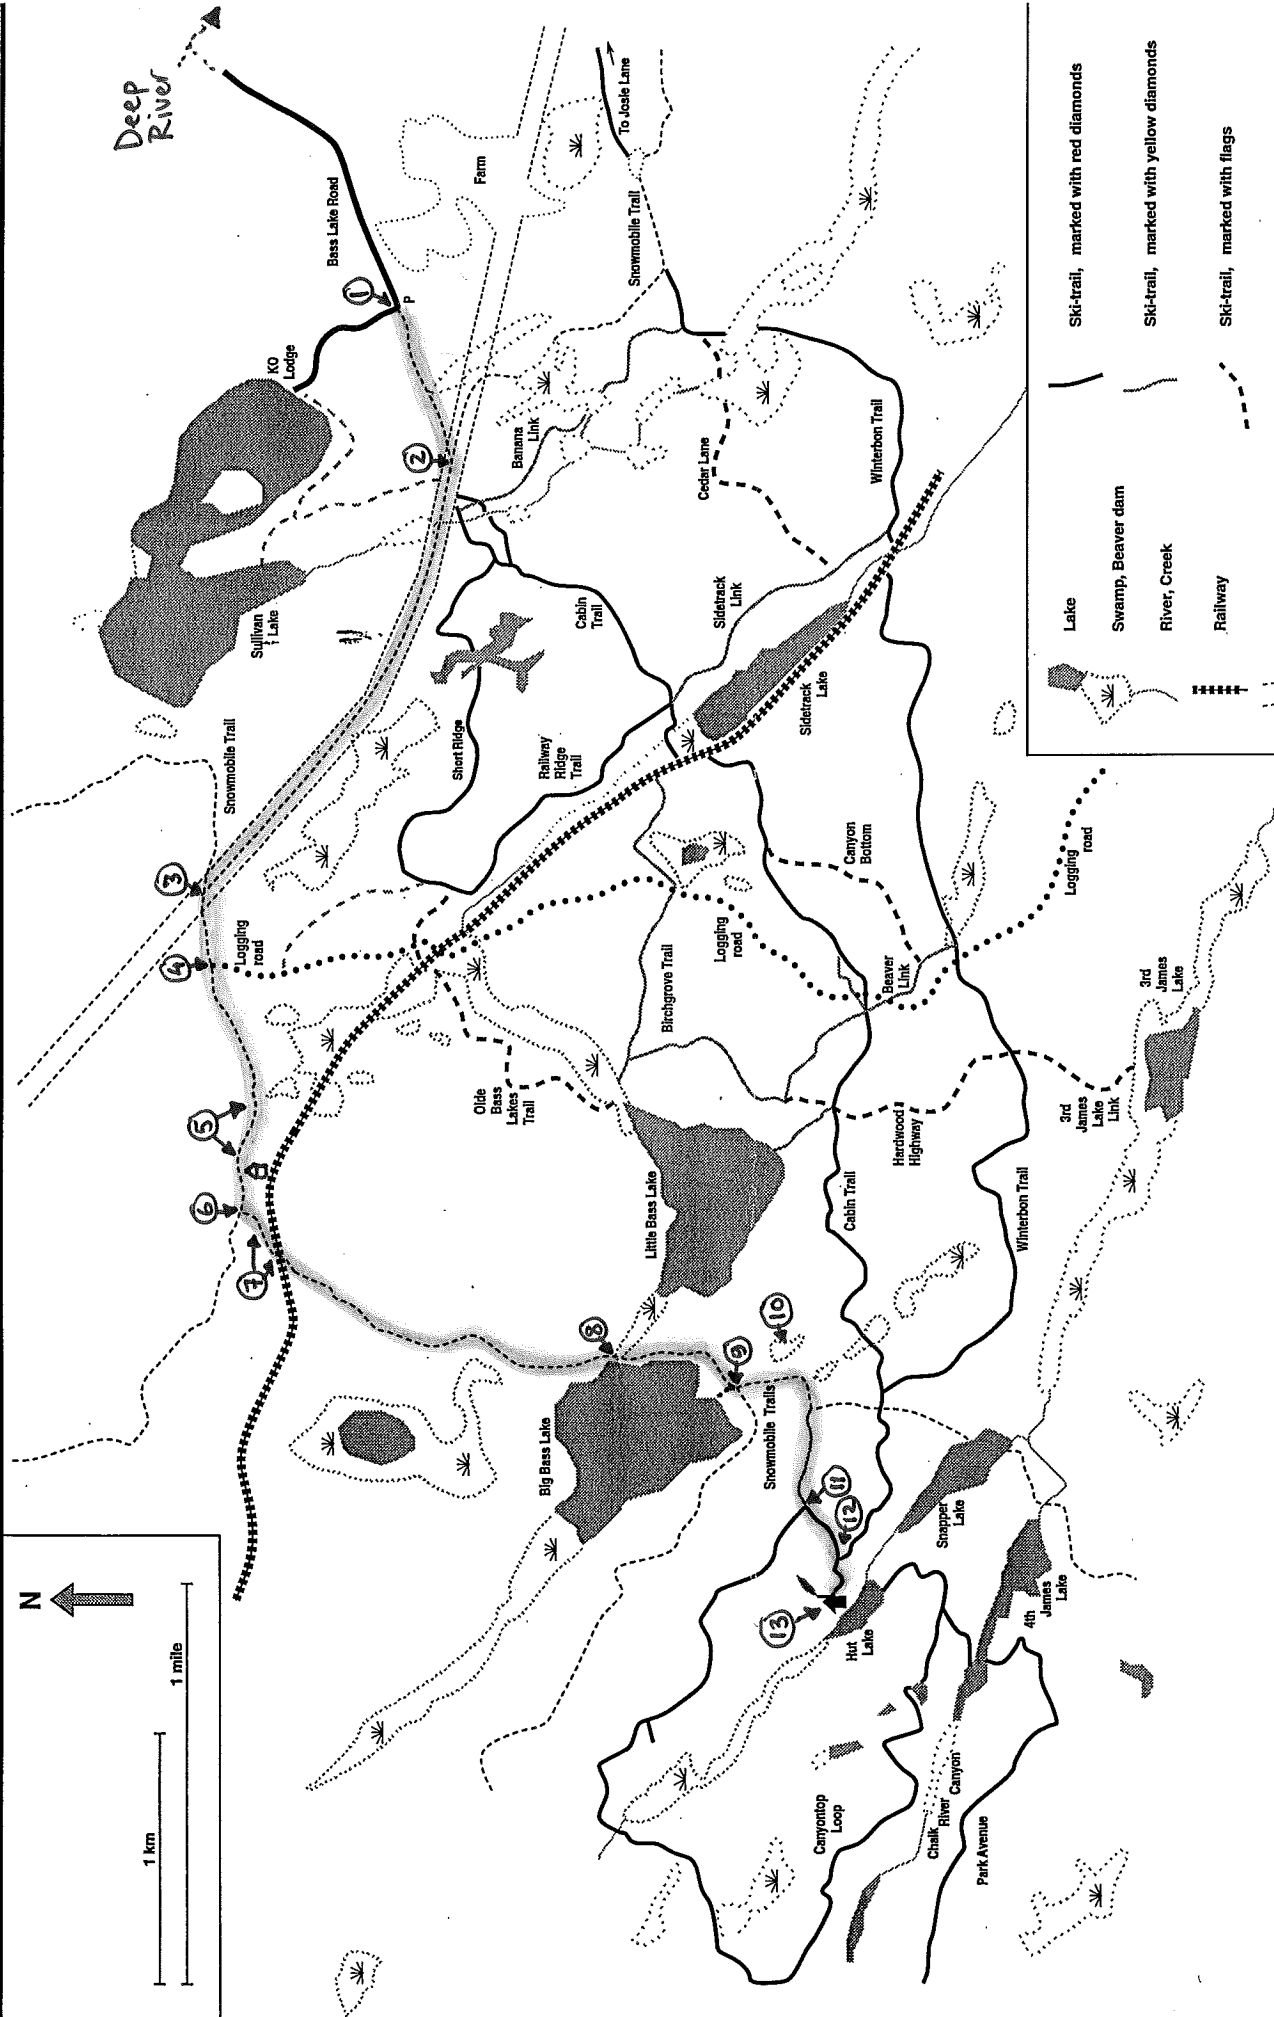 N
1 km
1 mile
Deep
River
Bass Lake Road
KO
Lodge
P
Farm
Sullivan
Lake
Snowmobile Trail
Logging
road
1
2
3
4
5
6
7
8
9
10
11
12
13
To Josie Lane
Snowmobile Trail
Banana
Link
Cedar Lane
Winterbon Trail
Cabin
Trail
Sidetrack
Link
Sidetrack
Lake
Short Ridge
Railway
Ridge
Trail
Canyon
Bottom
Logging
road
Logging
road
Birchgrove Trail
Beaver
Link
Olde
Bass
Lakes
Trail
Hardwood
Highway
3rd
James
Lake
3rd
James
Lake
Link
Little Bass Lake
Cabin Trail
Winterbon Trail
Big Bass Lake
Snowmobile Trails
Snapper
Lake
4th
James
Lake
Hut
Lake
Canyontop
Loop
Chalk
River
Canyon
Park Avenue
Lake
Swamp, Beaver dam
River, Creek
Railway
Ski-trail, marked with red diamonds
Ski-trail, marked with yellow diamonds
Ski-trail, marked with flags